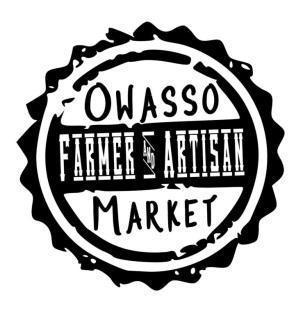 OWASSO
FARMER AND ARTISAN
MARKET